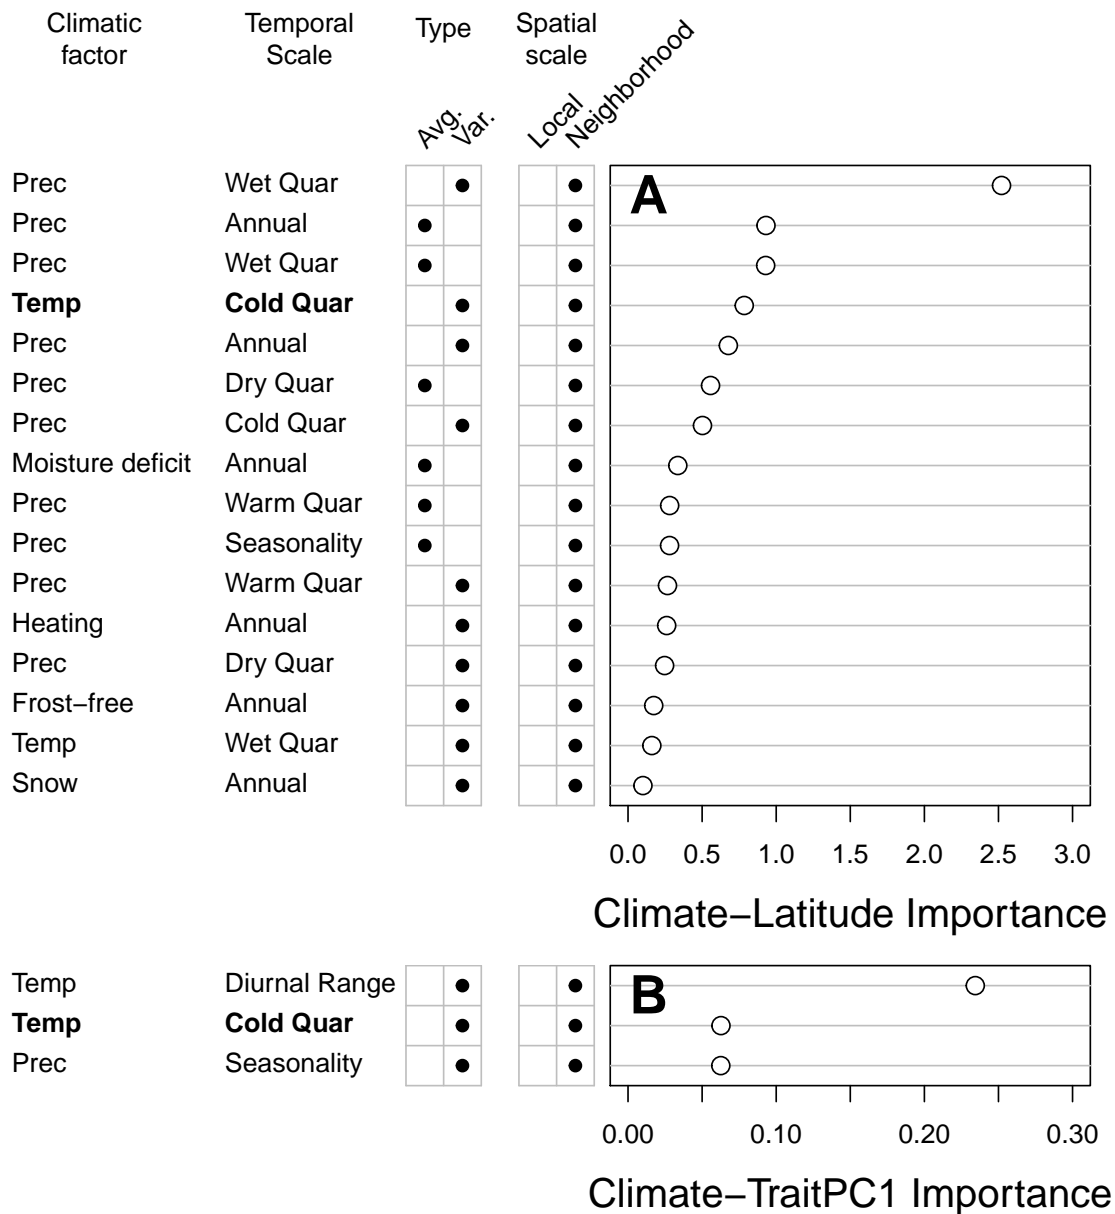 Climatic factor
Temporal Scale
Type
Spatial scale
Avg.
Var.
Local
Neighborhood
A
Prec Wet Quar
Prec Annual
Prec Wet Quar
Temp Cold Quar
Prec Annual
Prec Dry Quar
Prec Cold Quar
Moisture deficit Annual
Prec Warm Quar
Prec Seasonality
Prec Warm Quar
Heating Annual
Prec Dry Quar
Frost−free Annual
Temp Wet Quar
Snow Annual
0.0 0.5 1.0 1.5 2.0 2.5 3.0
Climate−Latitude Importance
B
Temp Diurnal Range
Temp Cold Quar
Prec Seasonality
0.00 0.10 0.20 0.30
Climate−TraitPC1 Importance